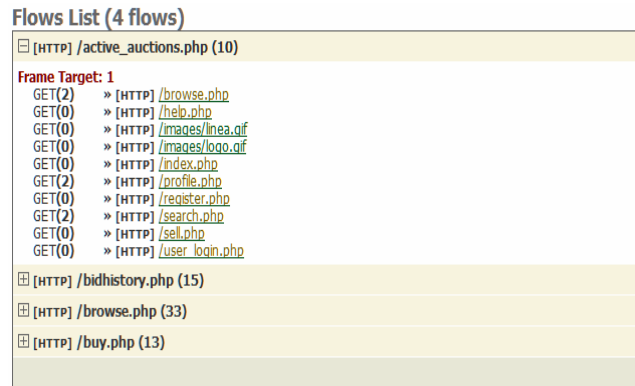 Flows List (4 flows)
[HTTP] /active_auctions.php (10)
Frame Target: 1
GET(2) » [HTTP] /browse.php
GET(0) » [HTTP] /help.php
GET(0) » [HTTP] /images/linea.gif
GET(0) » [HTTP] /images/logo.gif
GET(0) » [HTTP] /index.php
GET(2) » [HTTP] /profile.php
GET(0) » [HTTP] /register.php
GET(2) » [HTTP] /search.php
GET(0) » [HTTP] /sell.php
GET(0) » [HTTP] /user_login.php
[HTTP] /bidhistory.php (15)
[HTTP] /browse.php (33)
[HTTP] /buy.php (13)